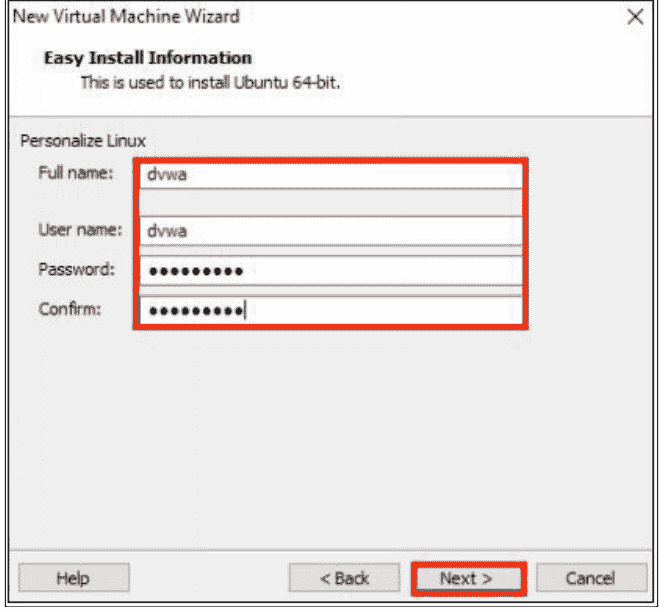 New Virtual Machine Wizard
Easy Install Information
This is used to install Ubuntu 64-bit.
Personalize Linux
Full name: dvwa
User name: dvwa
Password: ●●●●●●●●●
Confirm: ●●●●●●●●●
Help < Back Next > Cancel